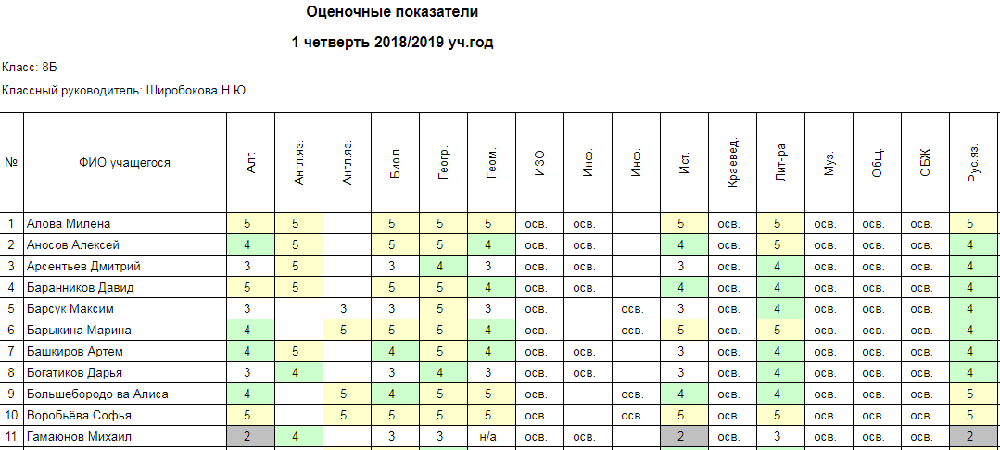 Оценочные показатели
1 четверть 2018/2019 уч.год
Класс: 8Б
Классный руководитель: Широбокова Н.Ю.
№ ФИО учащегося Алг. Англ.яз. Англ.яз. Биол. Геогр. Геом. ИЗО Инф. Инф. Ист. Краевед. Лит-ра Муз. Общ. ОБЖ Рус.яз.
1 Алова Милена 5 5 5 5 5 осв. осв. 5 осв. 5 осв. осв. осв. 5
2 Аносов Алексей 4 5 5 5 4 осв. осв. 4 осв. 5 осв. осв. осв. 4
3 Арсентьев Дмитрий 3 5 3 4 3 осв. осв. 3 осв. 4 осв. осв. осв. 4
4 Баранников Давид 5 5 5 5 4 осв. осв. 4 осв. 4 осв. осв. осв. 4
5 Барсук Максим 3 3 3 5 3 осв. осв. 3 осв. 4 осв. осв. осв. 4
6 Барыкина Марина 4 5 5 5 4 осв. осв. 5 осв. 5 осв. осв. осв. 4
7 Башкиров Артем 4 5 4 5 4 осв. осв. 3 осв. 4 осв. осв. осв. 4
8 Богатиков Дарья 3 4 3 4 3 осв. осв. 3 осв. 4 осв. осв. осв. 4
9 Большебородо ва Алиса 4 5 4 5 5 осв. осв. 4 осв. 4 осв. осв. осв. 5
10 Воробьёва Софья 5 5 5 5 5 осв. осв. 5 осв. 5 осв. осв. осв. 5
11 Гамаюнов Михаил 2 4 3 3 н/а осв. осв. 2 осв. 3 осв. осв. осв. 2